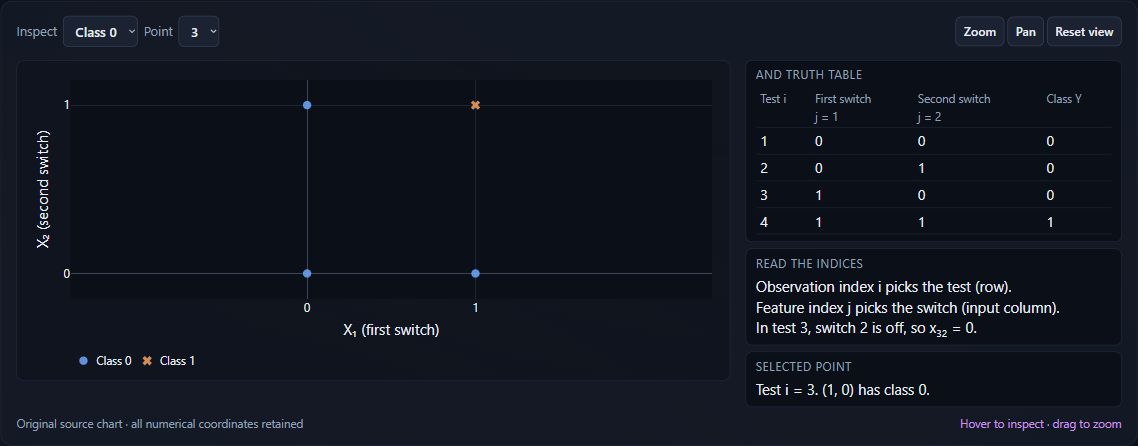 Inspect Class 0 Point 3 Zoom Pan Reset view
1
0
X₂ (second switch)
0 1
X₁ (first switch)
Class 0 Class 1
AND TRUTH TABLE
Test i First switch Second switch Class Y
j = 1 j = 2
1 0 0 0
2 0 1 0
3 1 0 0
4 1 1 1
READ THE INDICES
Observation index i picks the test (row).
Feature index j picks the switch (input column).
In test 3, switch 2 is off, so x₃₂ = 0.
SELECTED POINT
Test i = 3. (1, 0) has class 0.
Original source chart · all numerical coordinates retained
Hover to inspect · drag to zoom